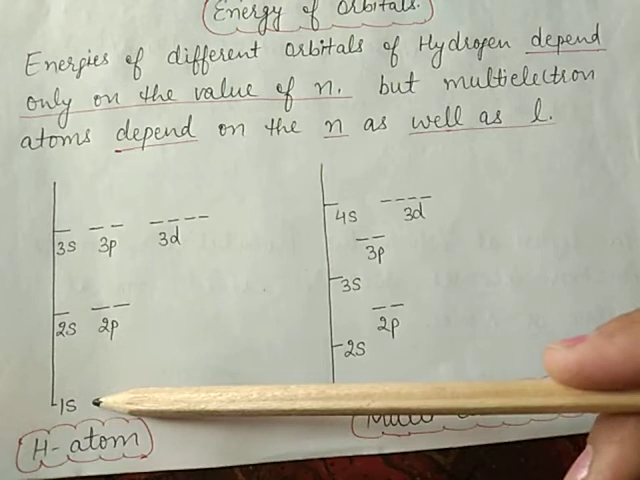 Energy of Orbitals.
Energies of different orbitals of Hydrogen depend
only on the value of n. but multielectron
atoms depend on the n as well as l.
3s 3p 3d
2s 2p
1s
H-atom
4s 3d
3p
3s
2p
2s